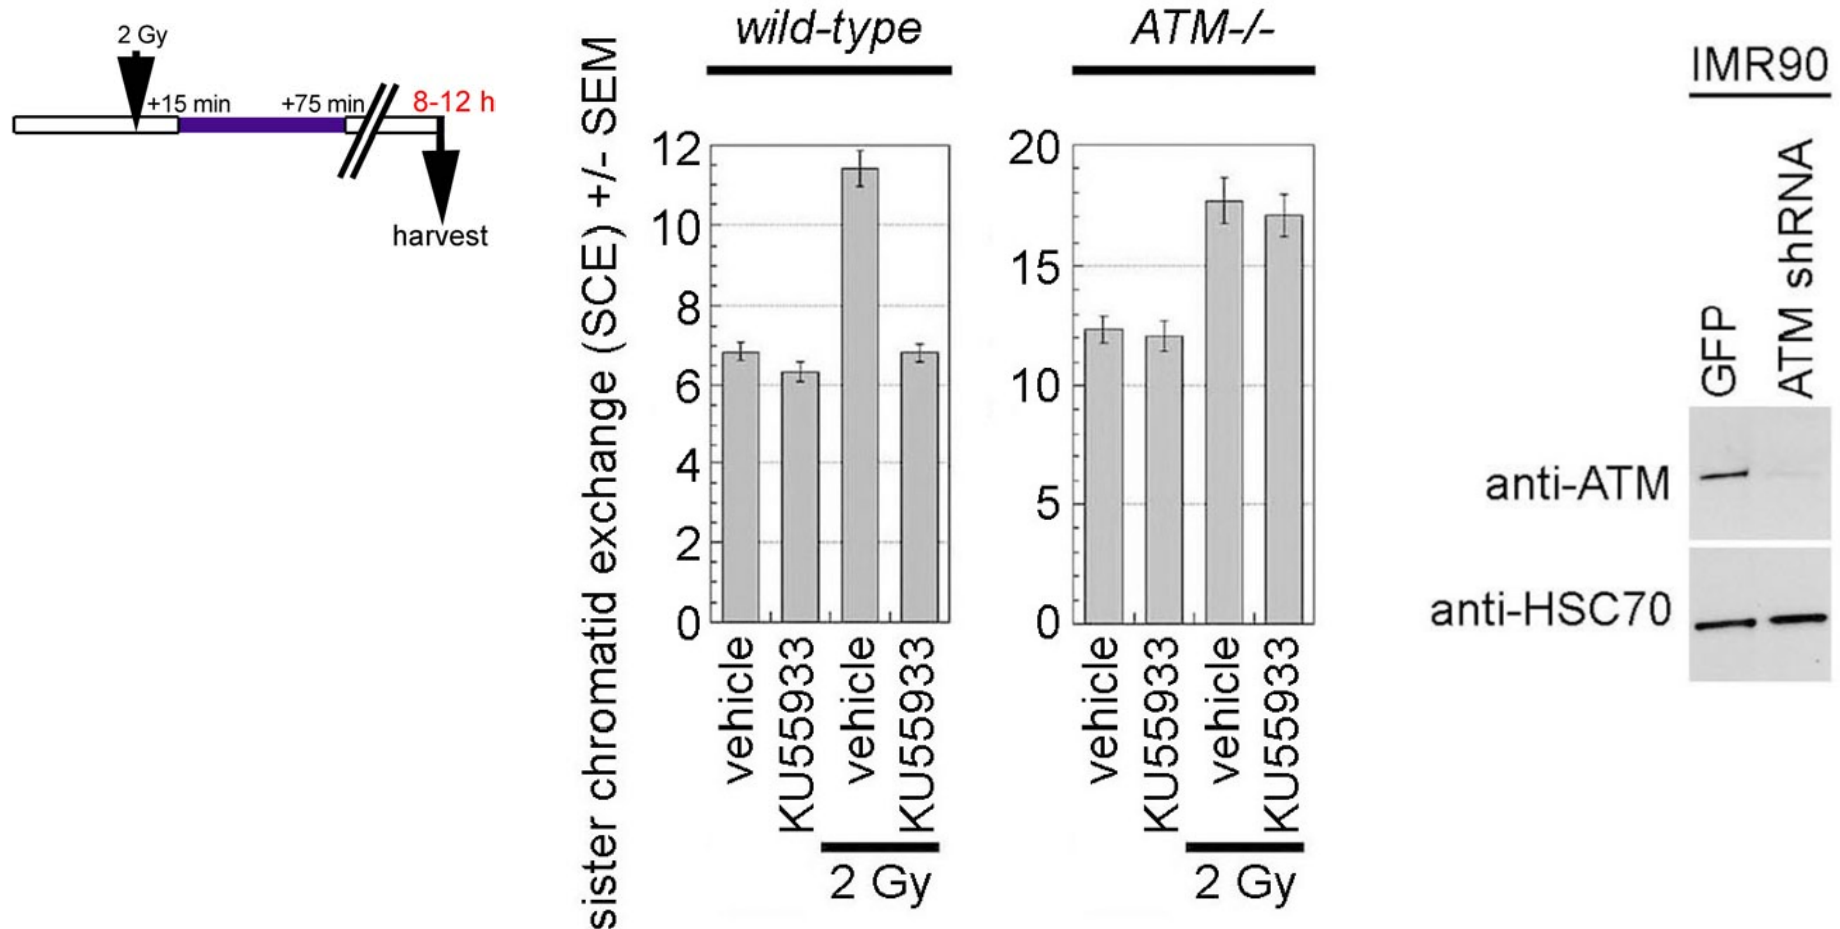 2 Gy
+15 min
+75 min
8-12 h
harvest
sister chromatid exchange (SCE) +/- SEM
wild-type
12
10
8
6
4
2
0
vehicle
KU55933
vehicle
KU55933
2 Gy
ATM-/-
20
15
10
5
0
vehicle
KU55933
vehicle
KU55933
2 Gy
IMR90
GFP
ATM shRNA
anti-ATM
anti-HSC70